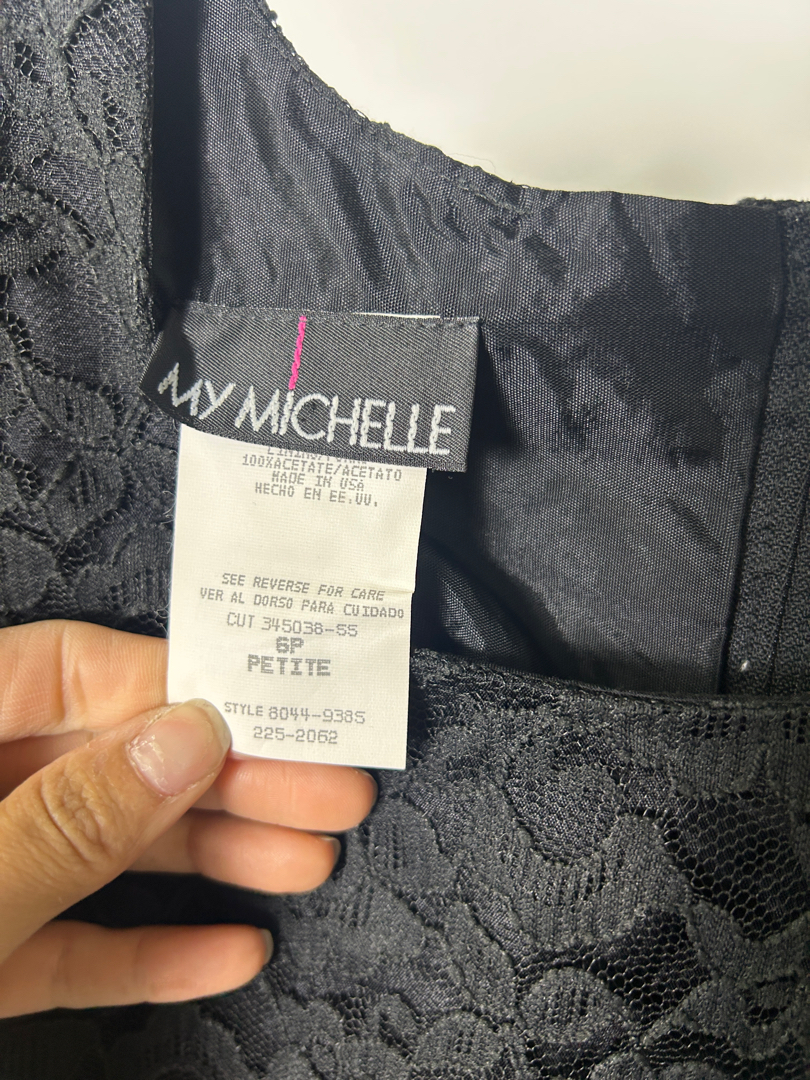 MY MICHELLE
100%ACETATE/ACETATO
MADE IN USA
HECHO EN EE.UU.
SEE REVERSE FOR CARE
VER AL DORSO PARA CUIDADO
CUT 345038-55
6P
PETITE
STYLE 8044-938S
225-2062